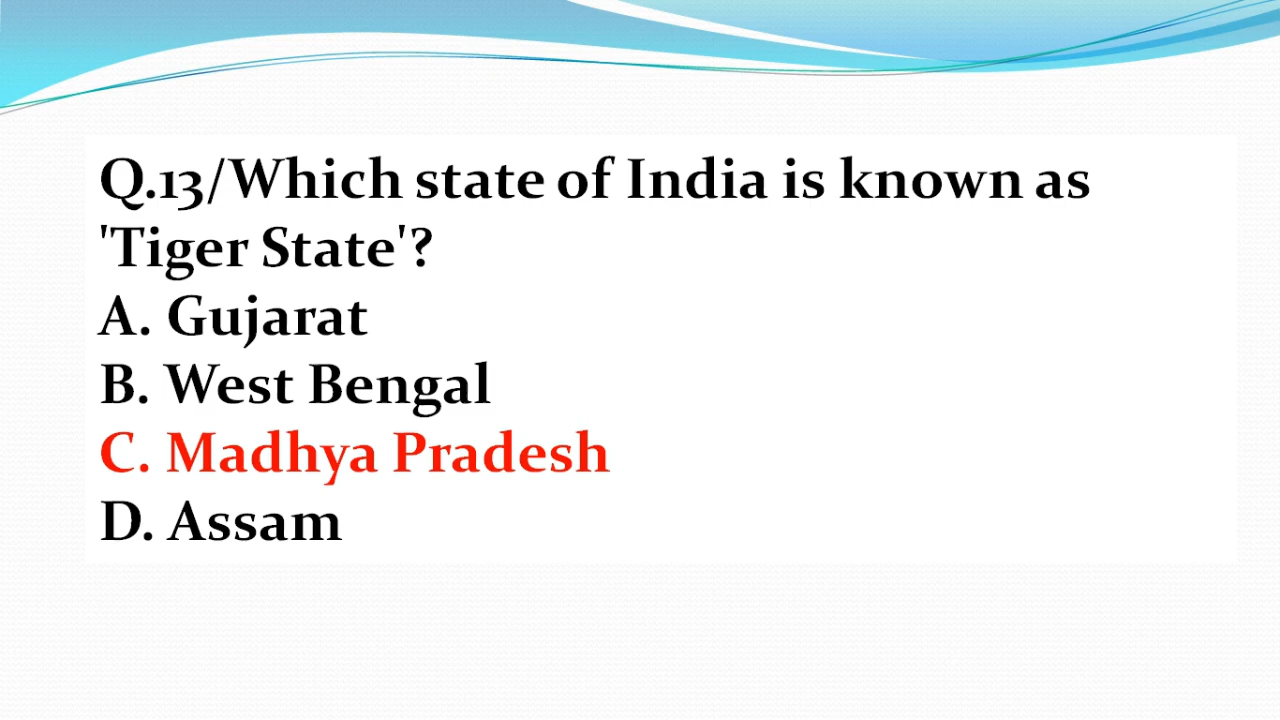 Q.13/Which state of India is known as
'Tiger State'?
A. Gujarat
B. West Bengal
C. Madhya Pradesh
D. Assam